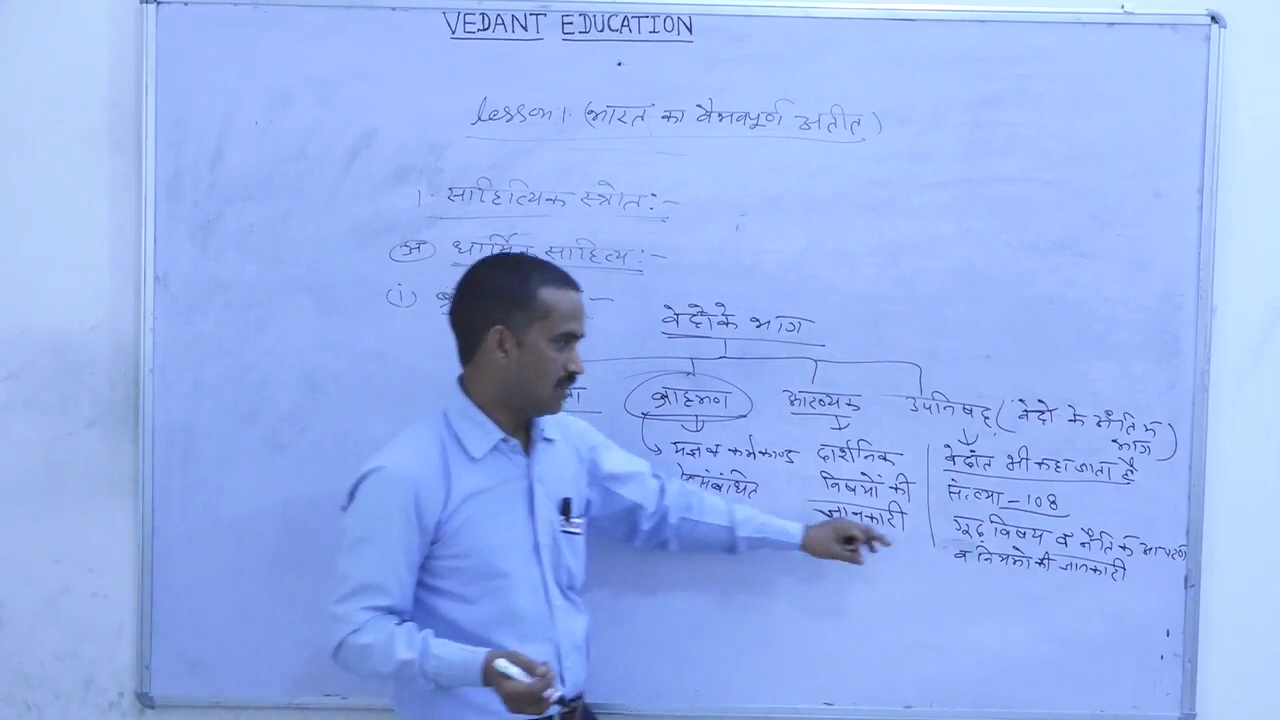 VEDANT EDUCATION
lesson 1. (भारत का वैभवपूर्ण अतीत)
1. साहित्यिक स्त्रोत:-
अ धार्मिक साहित्य:-
(i)
वेदों के भाग
ब्राहमण
आरण्यक
उपनिषद् (वेदों के अंतिम भाग)
यज्ञ व कर्मकाण्ड
संबंधित
दार्शनिक
विषयों की
जानकारी
वेदांत भी कहा जाता है
संख्या - 108
गूढ़ विषय व नैतिक आचरण
व नियमों की जानकारी